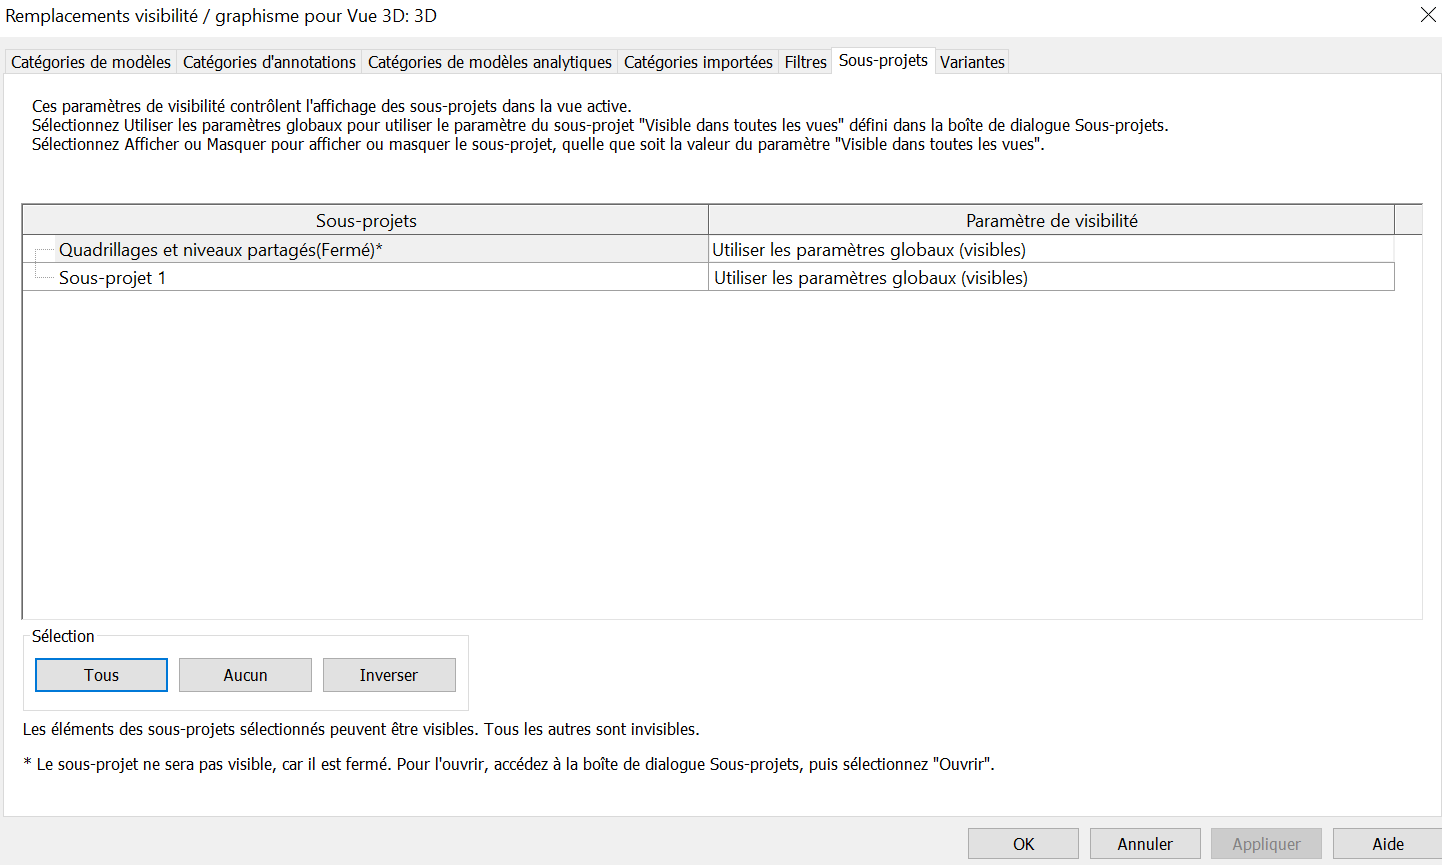 Remplacements visibilité / graphisme pour Vue 3D: 3D
Catégories de modèles Catégories d'annotations Catégories de modèles analytiques Catégories importées Filtres Sous-projets Variantes
Ces paramètres de visibilité contrôlent l'affichage des sous-projets dans la vue active.
Sélectionnez Utiliser les paramètres globaux pour utiliser le paramètre du sous-projet "Visible dans toutes les vues" défini dans la boîte de dialogue Sous-projets.
Sélectionnez Afficher ou Masquer pour afficher ou masquer le sous-projet, quelle que soit la valeur du paramètre "Visible dans toutes les vues".
Sous-projets Paramètre de visibilité
Quadrillages et niveaux partagés(Fermé)* Utiliser les paramètres globaux (visibles)
Sous-projet 1 Utiliser les paramètres globaux (visibles)
Sélection
Tous Aucun Inverser
Les éléments des sous-projets sélectionnés peuvent être visibles. Tous les autres sont invisibles.
* Le sous-projet ne sera pas visible, car il est fermé. Pour l'ouvrir, accédez à la boîte de dialogue Sous-projets, puis sélectionnez "Ouvrir".
OK Annuler Appliquer Aide